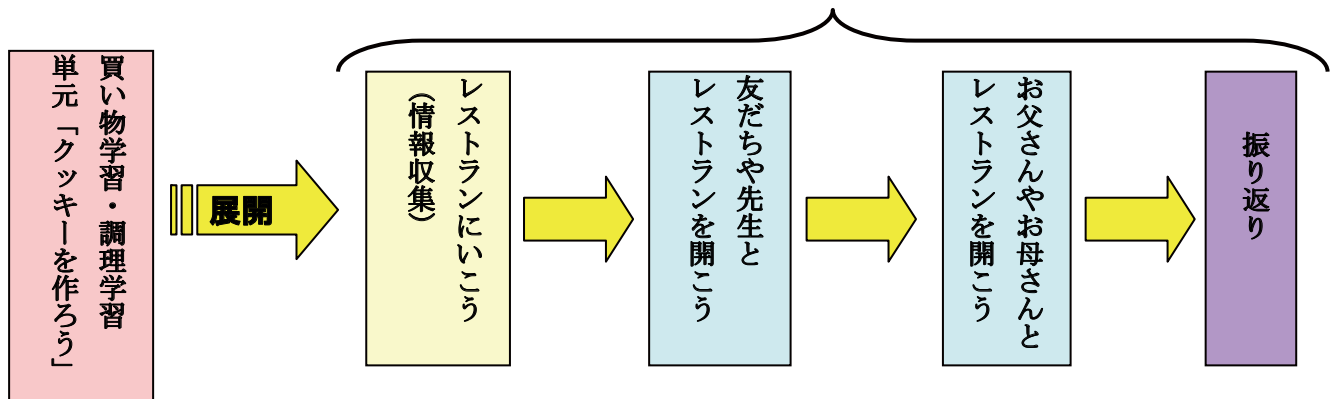 買い物学習・調理学習
単元「クッキーを作ろう」
展開
レストランにいこう
（情報収集）
友だちや先生と
レストランを開こう
お父さんやお母さんと
レストランを開こう
振り返り